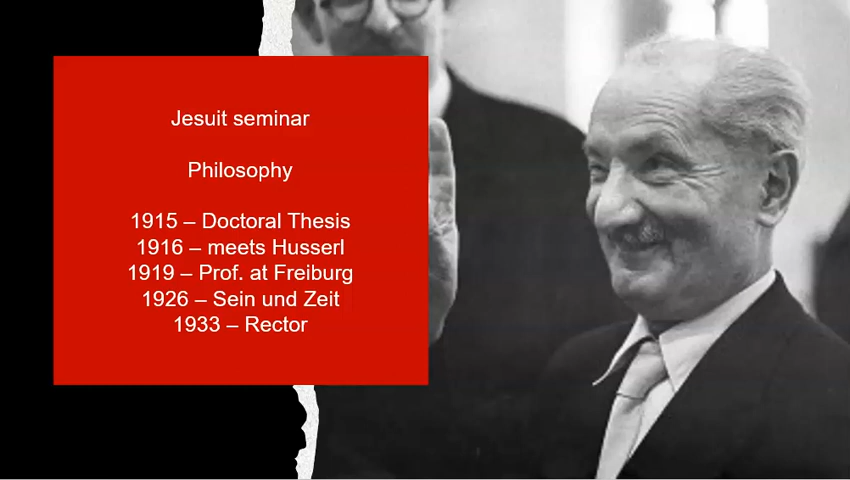 Jesuit seminar
Philosophy
1915 – Doctoral Thesis
1916 – meets Husserl
1919 – Prof. at Freiburg
1926 – Sein und Zeit
1933 – Rector